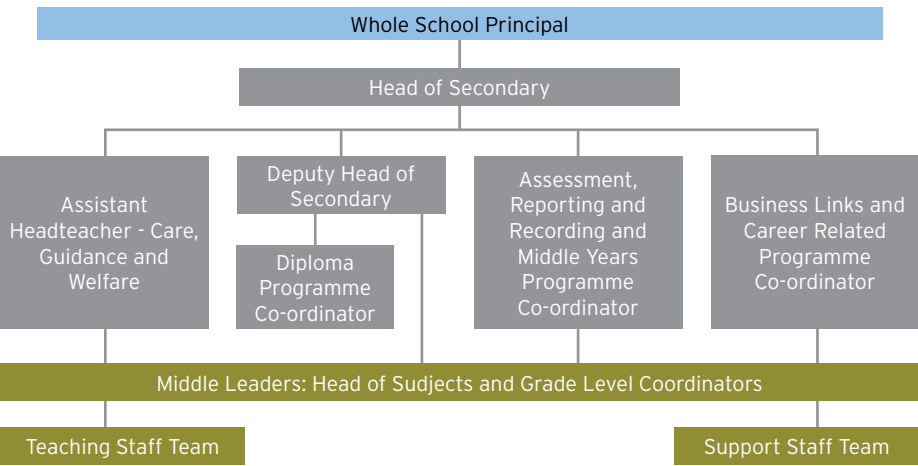 Whole School Principal
Head of Secondary
Assistant
Headteacher - Care,
Guidance and
Welfare
Deputy Head of
Secondary
Diploma
Programme
Co-ordinator
Assessment,
Reporting and
Recording and
Middle Years
Programme
Co-ordinator
Business Links and
Career Related
Programme
Co-ordinator
Middle Leaders: Head of Sudjects and Grade Level Coordinators
Teaching Staff Team
Support Staff Team